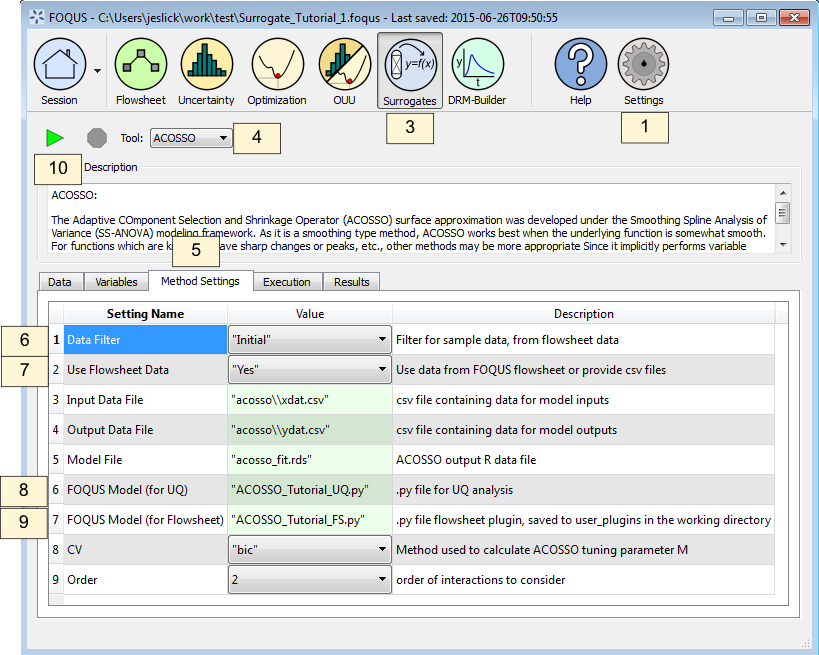 FOQUS - C:\Users\jeslick\work\test\Surrogate_Tutorial_1.foqus - Last saved: 2015-06-26T09:50:55
y=f(x)
y
t
Session Flowsheet Uncertainty Optimization OUU Surrogates DRM-Builder Help Settings
3
1
Tool: ACOSSO
4
10
Description
ACOSSO:
The Adaptive COmponent Selection and Shrinkage Operator (ACOSSO) surface approximation was developed under the Smoothing Spline Analysis of
Variance (SS-ANOVA) modeling framework. As it is a smoothing type method, ACOSSO works best when the underlying function is somewhat smooth.
For functions which are k ave sharp changes or peaks, etc., other methods may be more appropriate Since it implicitly performs variable
5
Data Variables Method Settings Execution Results
Setting Name Value Description
6
1 Data Filter "Initial" Filter for sample data, from flowsheet data
7
2 Use Flowsheet Data "Yes" Use data from FOQUS flowsheet or provide csv files
3 Input Data File "acosso\\xdat.csv" csv file containing data for model inputs
4 Output Data File "acosso\\ydat.csv" csv file containing data for model outputs
5 Model File "acosso_fit.rds" ACOSSO output R data file
8
6 FOQUS Model (for UQ) "ACOSSO_Tutorial_UQ.py" .py file for UQ analysis
9
7 FOQUS Model (for Flowsheet) "ACOSSO_Tutorial_FS.py" .py file flowsheet plugin, saved to user_plugins in the working directory
8 CV "bic" Method used to calculate ACOSSO tuning parameter M
9 Order 2 order of interactions to consider